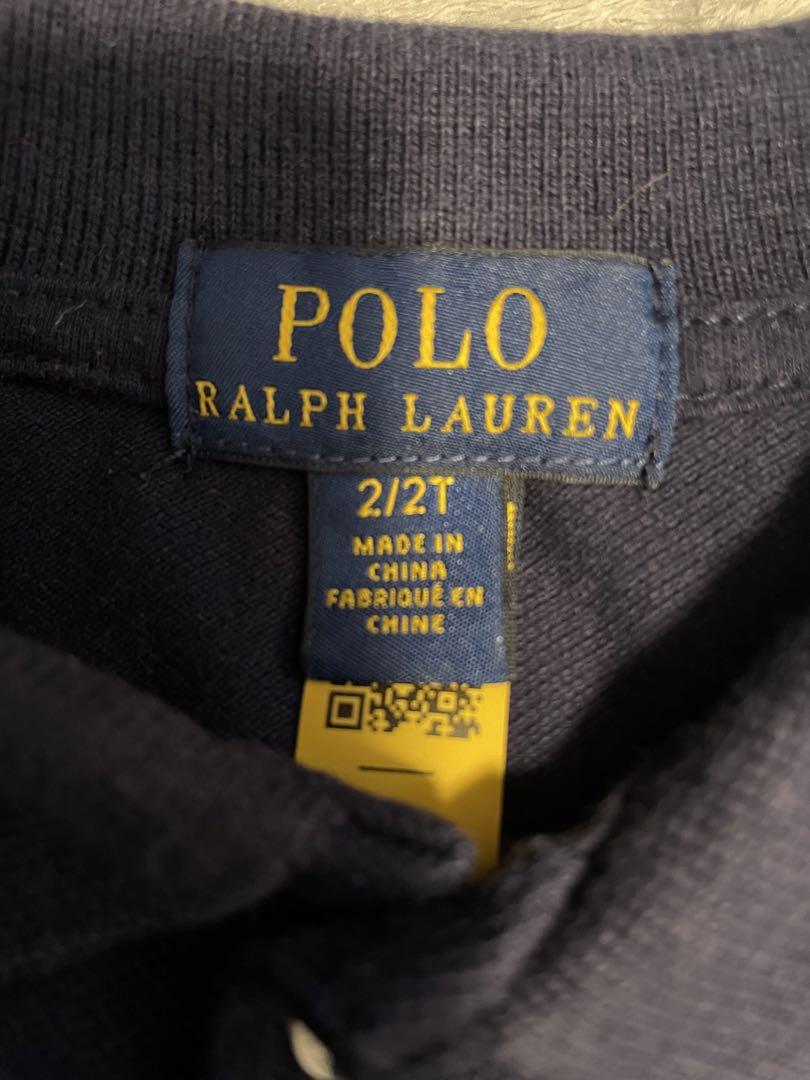 POLO
RALPH LAUREN
2/2T
MADE IN
CHINA
FABRIQUÉ EN
CHINE